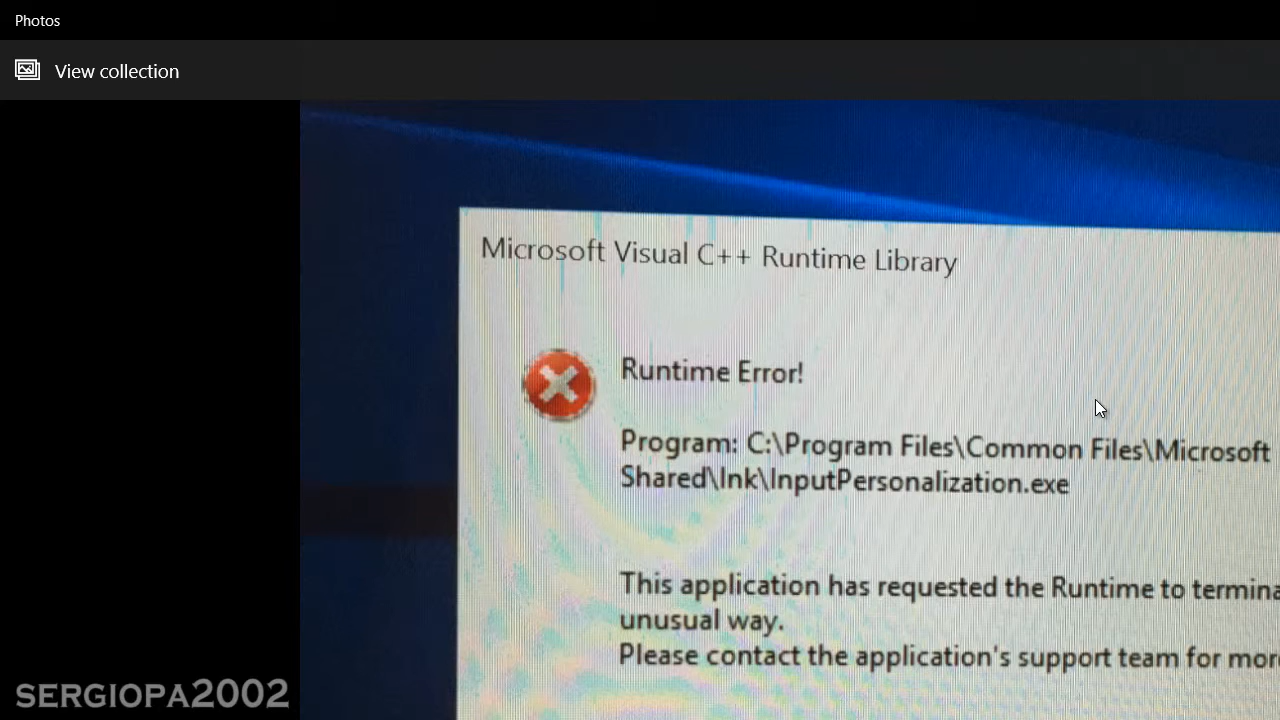 Photos
View collection
Microsoft Visual C++ Runtime Library
Runtime Error!
Program: C:\Program Files\Common Files\Microsoft
Shared\Ink\InputPersonalization.exe
This application has requested the Runtime to termina
unusual way.
Please contact the application's support team for mor
SERGIOPA2002